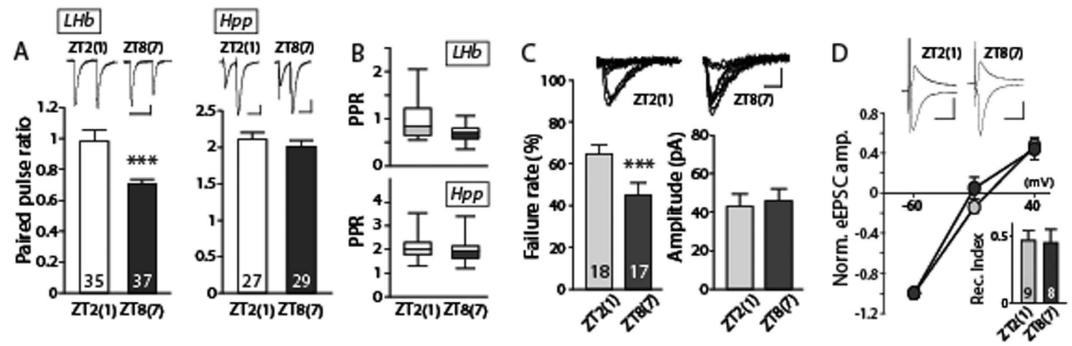 A
LHb
ZT2(1) ZT8(7)
Paired pulse ratio
1.2
1
0.8
0.6
0.4
0.2
0
***
35
37
ZT2(1)
ZT8(7)
Hpp
ZT2(1)
ZT8(7)
2.5
2
1.5
1
2.5
0
27
29
ZT2(1) ZT8(7)
B
LHb
PPR
2
1
0
Hpp
PPR
4
3
2
1
0
ZT2(1) ZT8(7)
C
ZT2(1)
ZT8(7)
Failure rate (%)
100
80
60
40
20
0
***
18
17
ZT2(1)
ZT8(7)
Amplitude (pA)
80
60
40
20
0
ZT2(1)
ZT8(7)
D
ZT2(1)
ZT8(7)
Norm. eEPSC amp.
0.8
0.4
0
-0.4
-0.8
-1.2
-60
40
(mV)
Rec. Index
0.5
0
9
8
ZT2(1)
ZT8(7)